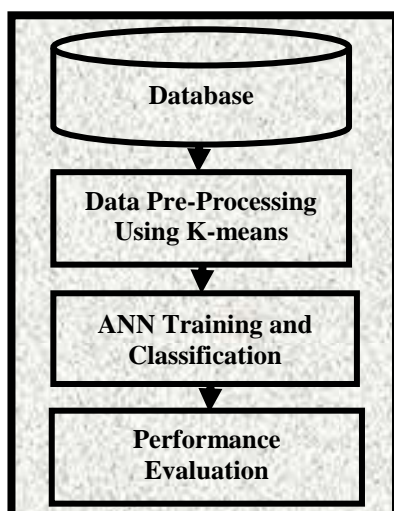 Database
Data Pre-Processing
Using K-means
ANN Training and
Classification
Performance
Evaluation